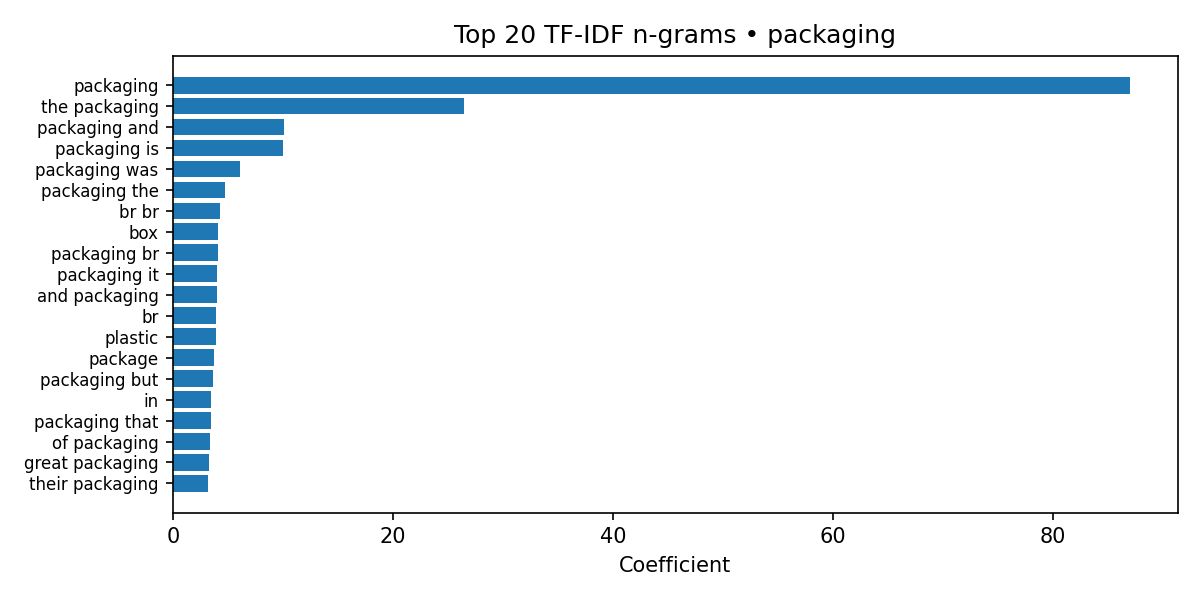 Top 20 TF-IDF n-grams • packaging
packaging
the packaging
packaging and
packaging is
packaging was
packaging the
br br
box
packaging br
packaging it
and packaging
br
plastic
package
packaging but
in
packaging that
of packaging
great packaging
their packaging
0 20 40 60 80
Coefficient